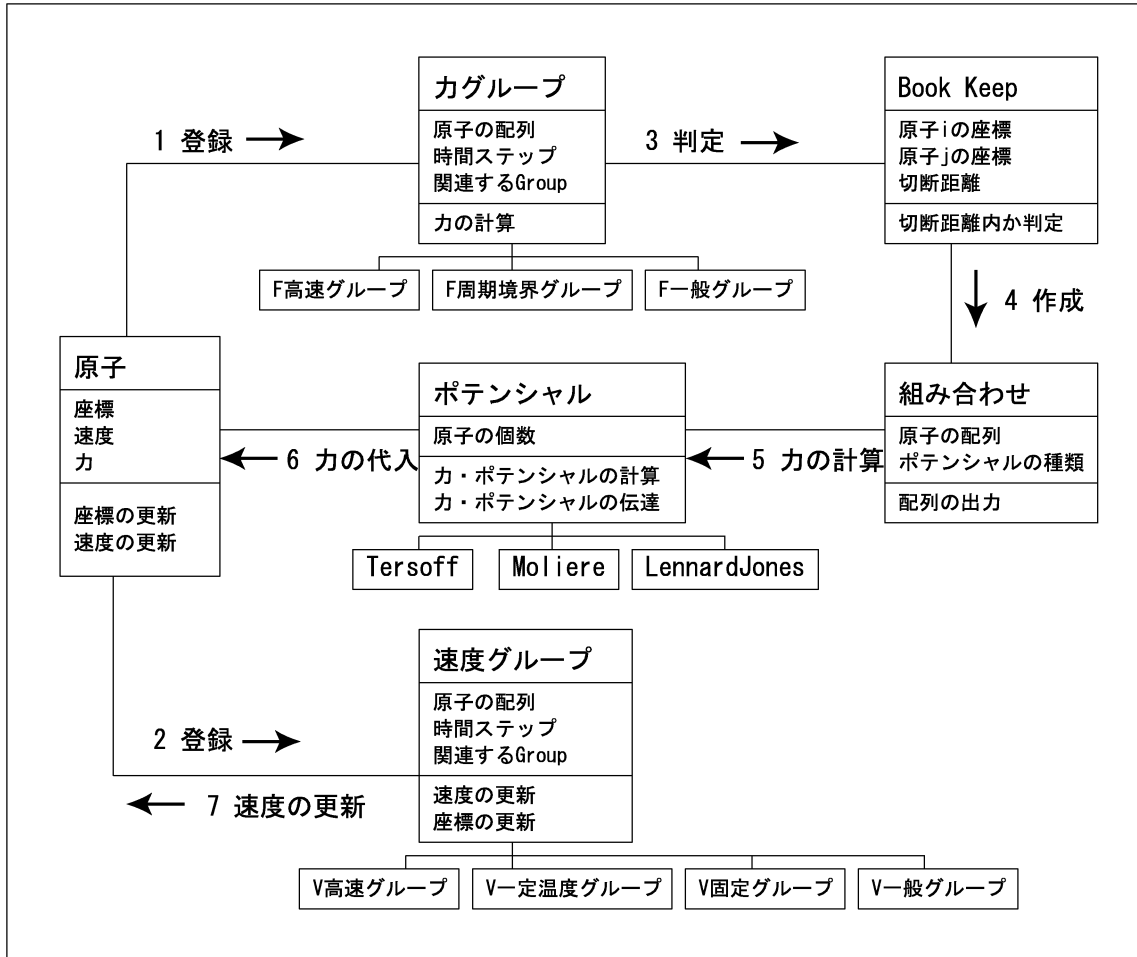 力グループ
原子の配列
時間ステップ
関連するGroup
力の計算
F高速グループ
F周期境界グループ
F一般グループ
1 登録
3 判定
Book Keep
原子iの座標
原子jの座標
切断距離
切断距離内か判定
4 作成
原子
座標
速度
力
座標の更新
速度の更新
ポテンシャル
原子の個数
力・ポテンシャルの計算
力・ポテンシャルの伝達
Tersoff
Moliere
LennardJones
組み合わせ
原子の配列
ポテンシャルの種類
配列の出力
5 力の計算
6 力の代入
速度グループ
原子の配列
時間ステップ
関連するGroup
速度の更新
座標の更新
2 登録
7 速度の更新
V高速グループ
V一定温度グループ
V固定グループ
V一般グループ